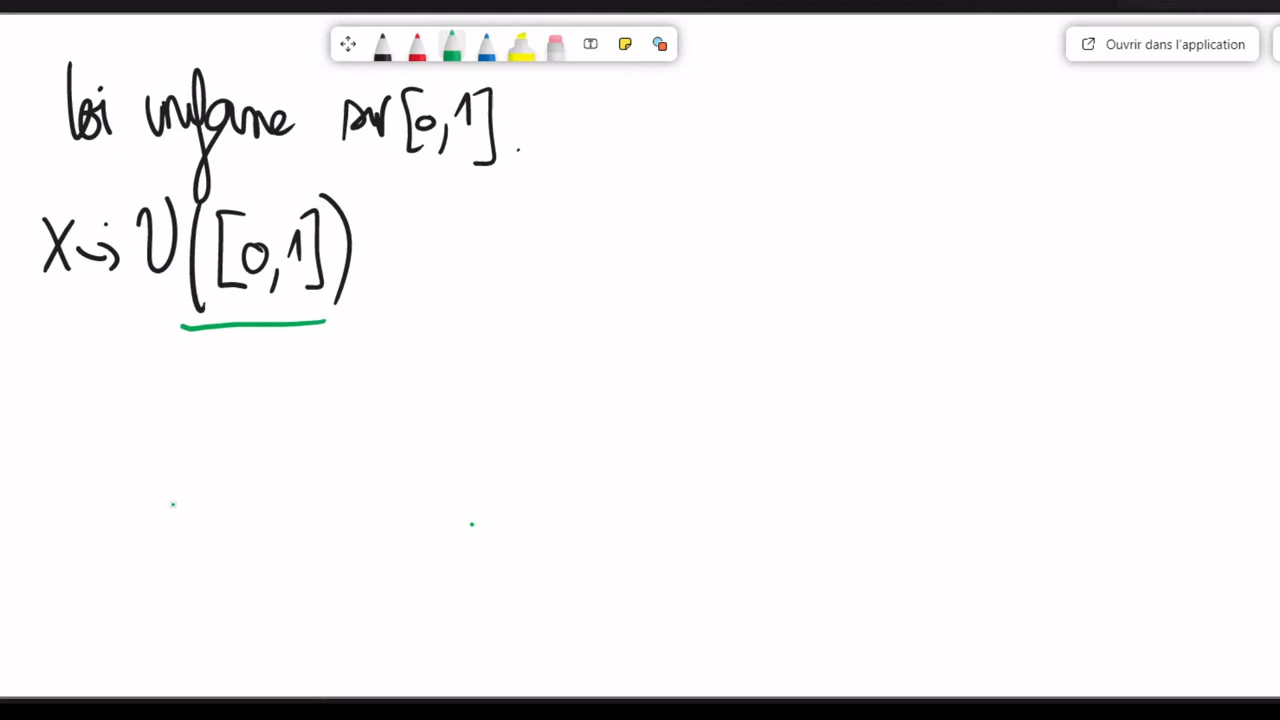 Ouvrir dans l'application
loi uniforme sur [0,1].
X ↪ U([0,1])